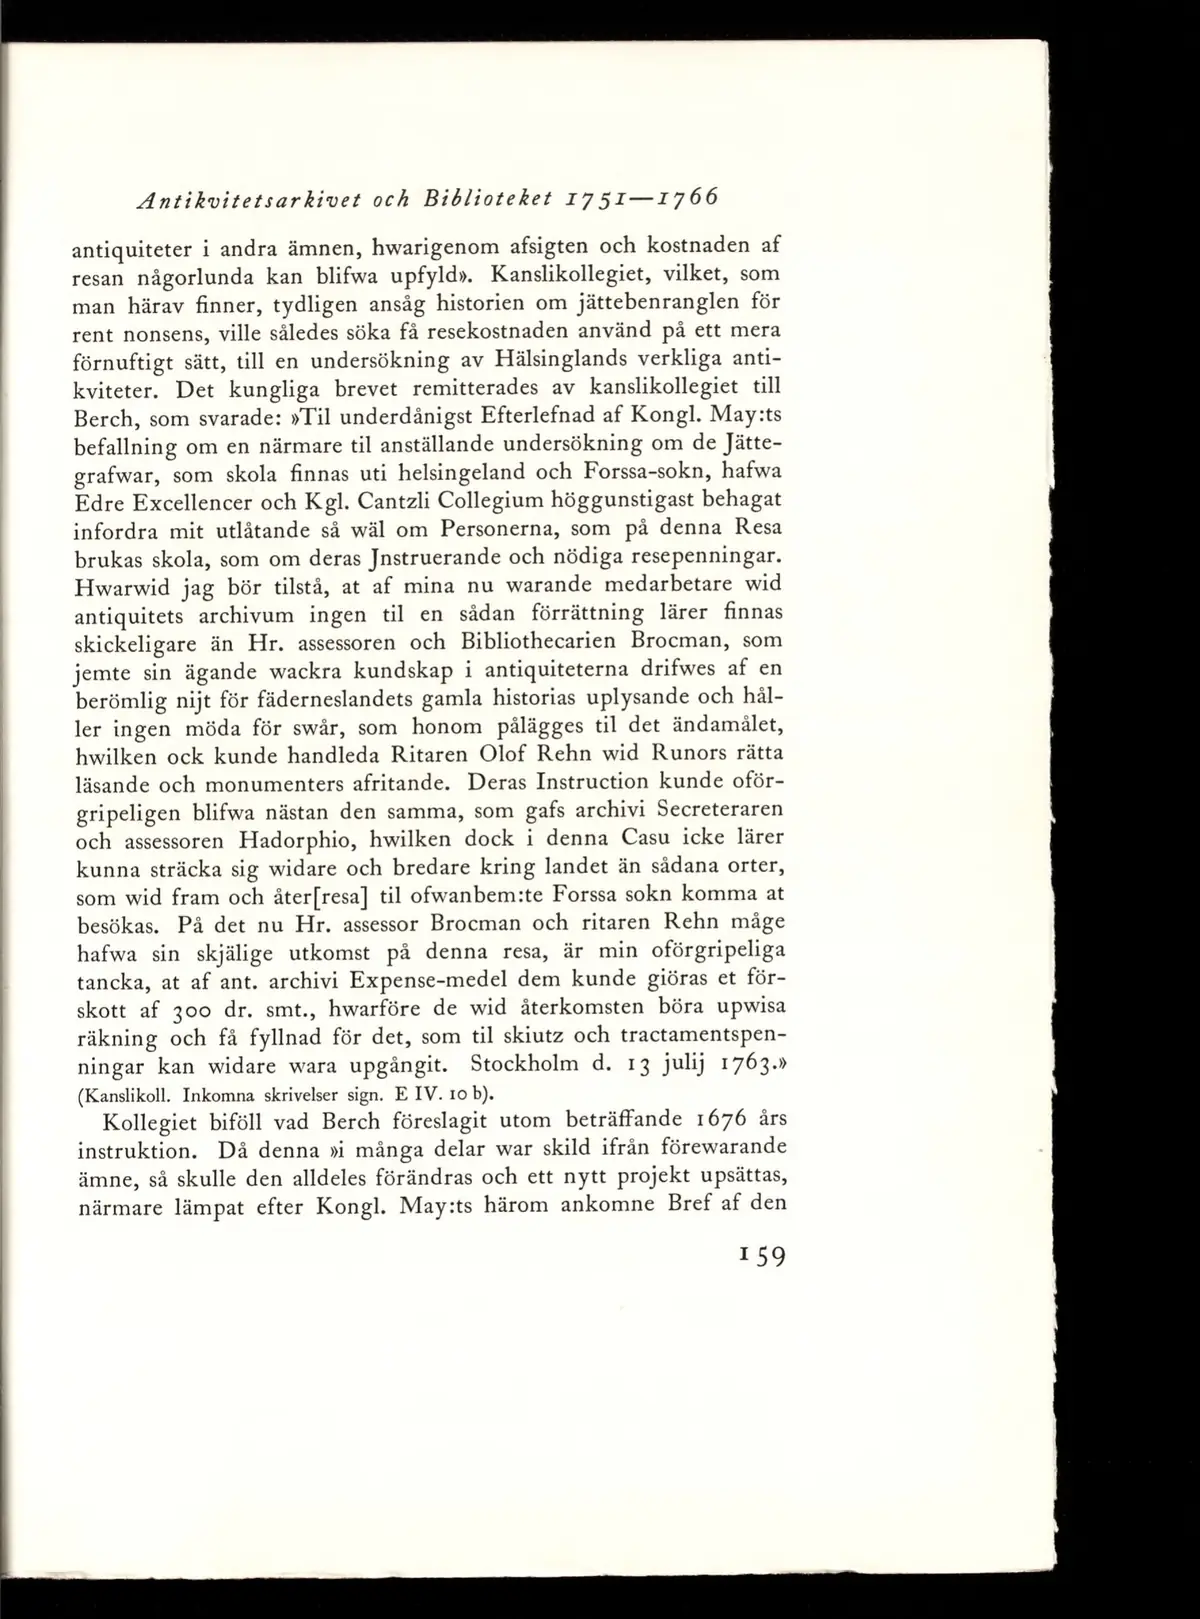 Antikvitetsarkivet och Biblioteket 1751—1766
antiquiteter i andra ämnen, hwarigenom afsigten och kostnaden af
resan någorlunda kan blifwa upfyld». Kanslikollegiet, vilket, som
man härav finner, tydligen ansåg historien om jättebenranglen för
rent nonsens, ville således söka få resekostnaden använd på ett mera
förnuftigt sätt, till en undersökning av Hälsinglands verkliga anti-
kviteter. Det kungliga brevet remitterades av kanslikollegiet till
Berch, som svarade: »Til underdånigst Efterlefnad af Kongl. May:ts
befallning om en närmare til anställande undersökning om de Jätte-
grafwar, som skola finnas uti helsingeland och Forssa-sokn, hafwa
Edre Excellencer och Kgl. Cantzli Collegium höggunstigast behagat
infordra mit utlåtande så wäl om Personerna, som på denna Resa
brukas skola, som om deras Jnstruerande och nödiga resepenningar.
Hwarwid jag bör tilstå, at af mina nu warande medarbetare wid
antiquitets archivum ingen til en sådan förrättning lärer finnas
skickeligare än Hr. assessoren och Bibliothecarien Brocman, som
jemte sin ägande wackra kundskap i antiquiteterna drifwes af en
berömlig nijt för fäderneslandets gamla historias uplysande och hål-
ler ingen möda för swår, som honom pålägges til det ändamålet,
hwilken ock kunde handleda Ritaren Olof Rehn wid Runors rätta
läsande och monumenters afritande. Deras Instruction kunde oför-
gripeligen blifwa nästan den samma, som gafs archivi Secreteraren
och assessoren Hadorphio, hwilken dock i denna Casu icke lärer
kunna sträcka sig widare och bredare kring landet än sådana orter,
som wid fram och åter[resa] til ofwanbem:te Forssa sokn komma at
besökas. På det nu Hr. assessor Brocman och ritaren Rehn måge
hafwa sin skjälige utkomst på denna resa, är min oförgripeliga
tancka, at af ant. archivi Expense-medel dem kunde giöras et för-
skott af 300 dr. smt., hwarföre de wid återkomsten böra upwisa
räkning och få fyllnad för det, som til skiutz och tractamentspen-
ningar kan widare wara upgångit. Stockholm d. 13 julij 1763.»
(Kanslikoll. Inkomna skrivelser sign. E IV. 10 b).
Kollegiet biföll vad Berch föreslagit utom beträffande 1676 års
instruktion. Då denna »i många delar war skild ifrån förewarande
ämne, så skulle den alldeles förändras och ett nytt projekt upsättas,
närmare lämpat efter Kongl. May:ts härom ankomne Bref af den
159